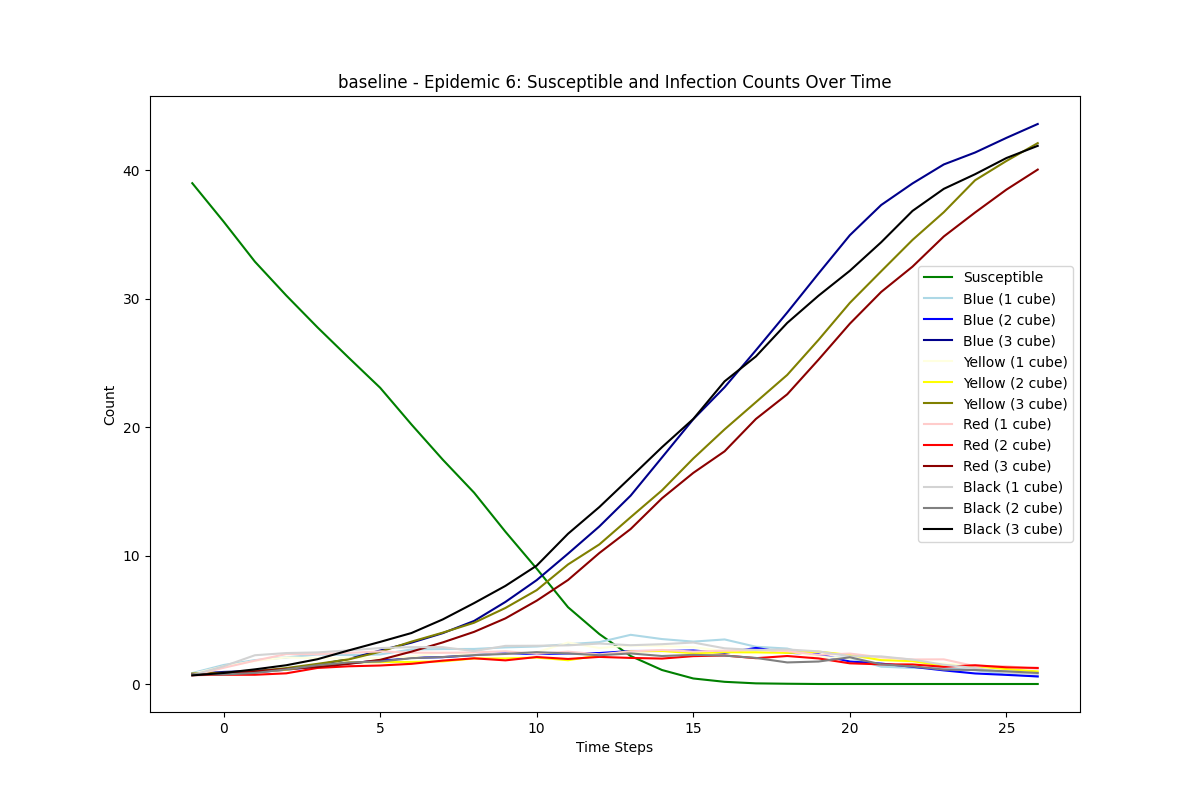 baseline - Epidemic 6: Susceptible and Infection Counts Over Time
Count
40
30
20
10
0
Susceptible
Blue (1 cube)
Blue (2 cube)
Blue (3 cube)
Yellow (1 cube)
Yellow (2 cube)
Yellow (3 cube)
Red (1 cube)
Red (2 cube)
Red (3 cube)
Black (1 cube)
Black (2 cube)
Black (3 cube)
0 5 10 15 20 25
Time Steps